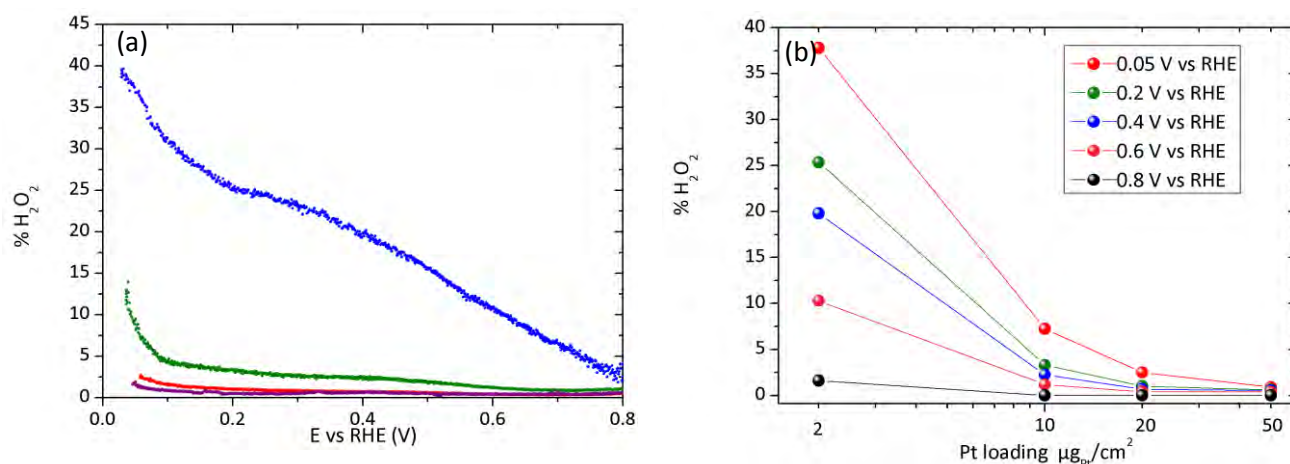 (a)
45
40
35
30
25
20
15
10
5
0
% H₂O₂
0.0 0.2 0.4 0.6 0.8
E vs RHE (V)
(b)
40
35
30
25
20
15
10
5
0
% H₂O₂
0.05 V vs RHE
0.2 V vs RHE
0.4 V vs RHE
0.6 V vs RHE
0.8 V vs RHE
2 10 20 50
Pt loading µgPt/cm²